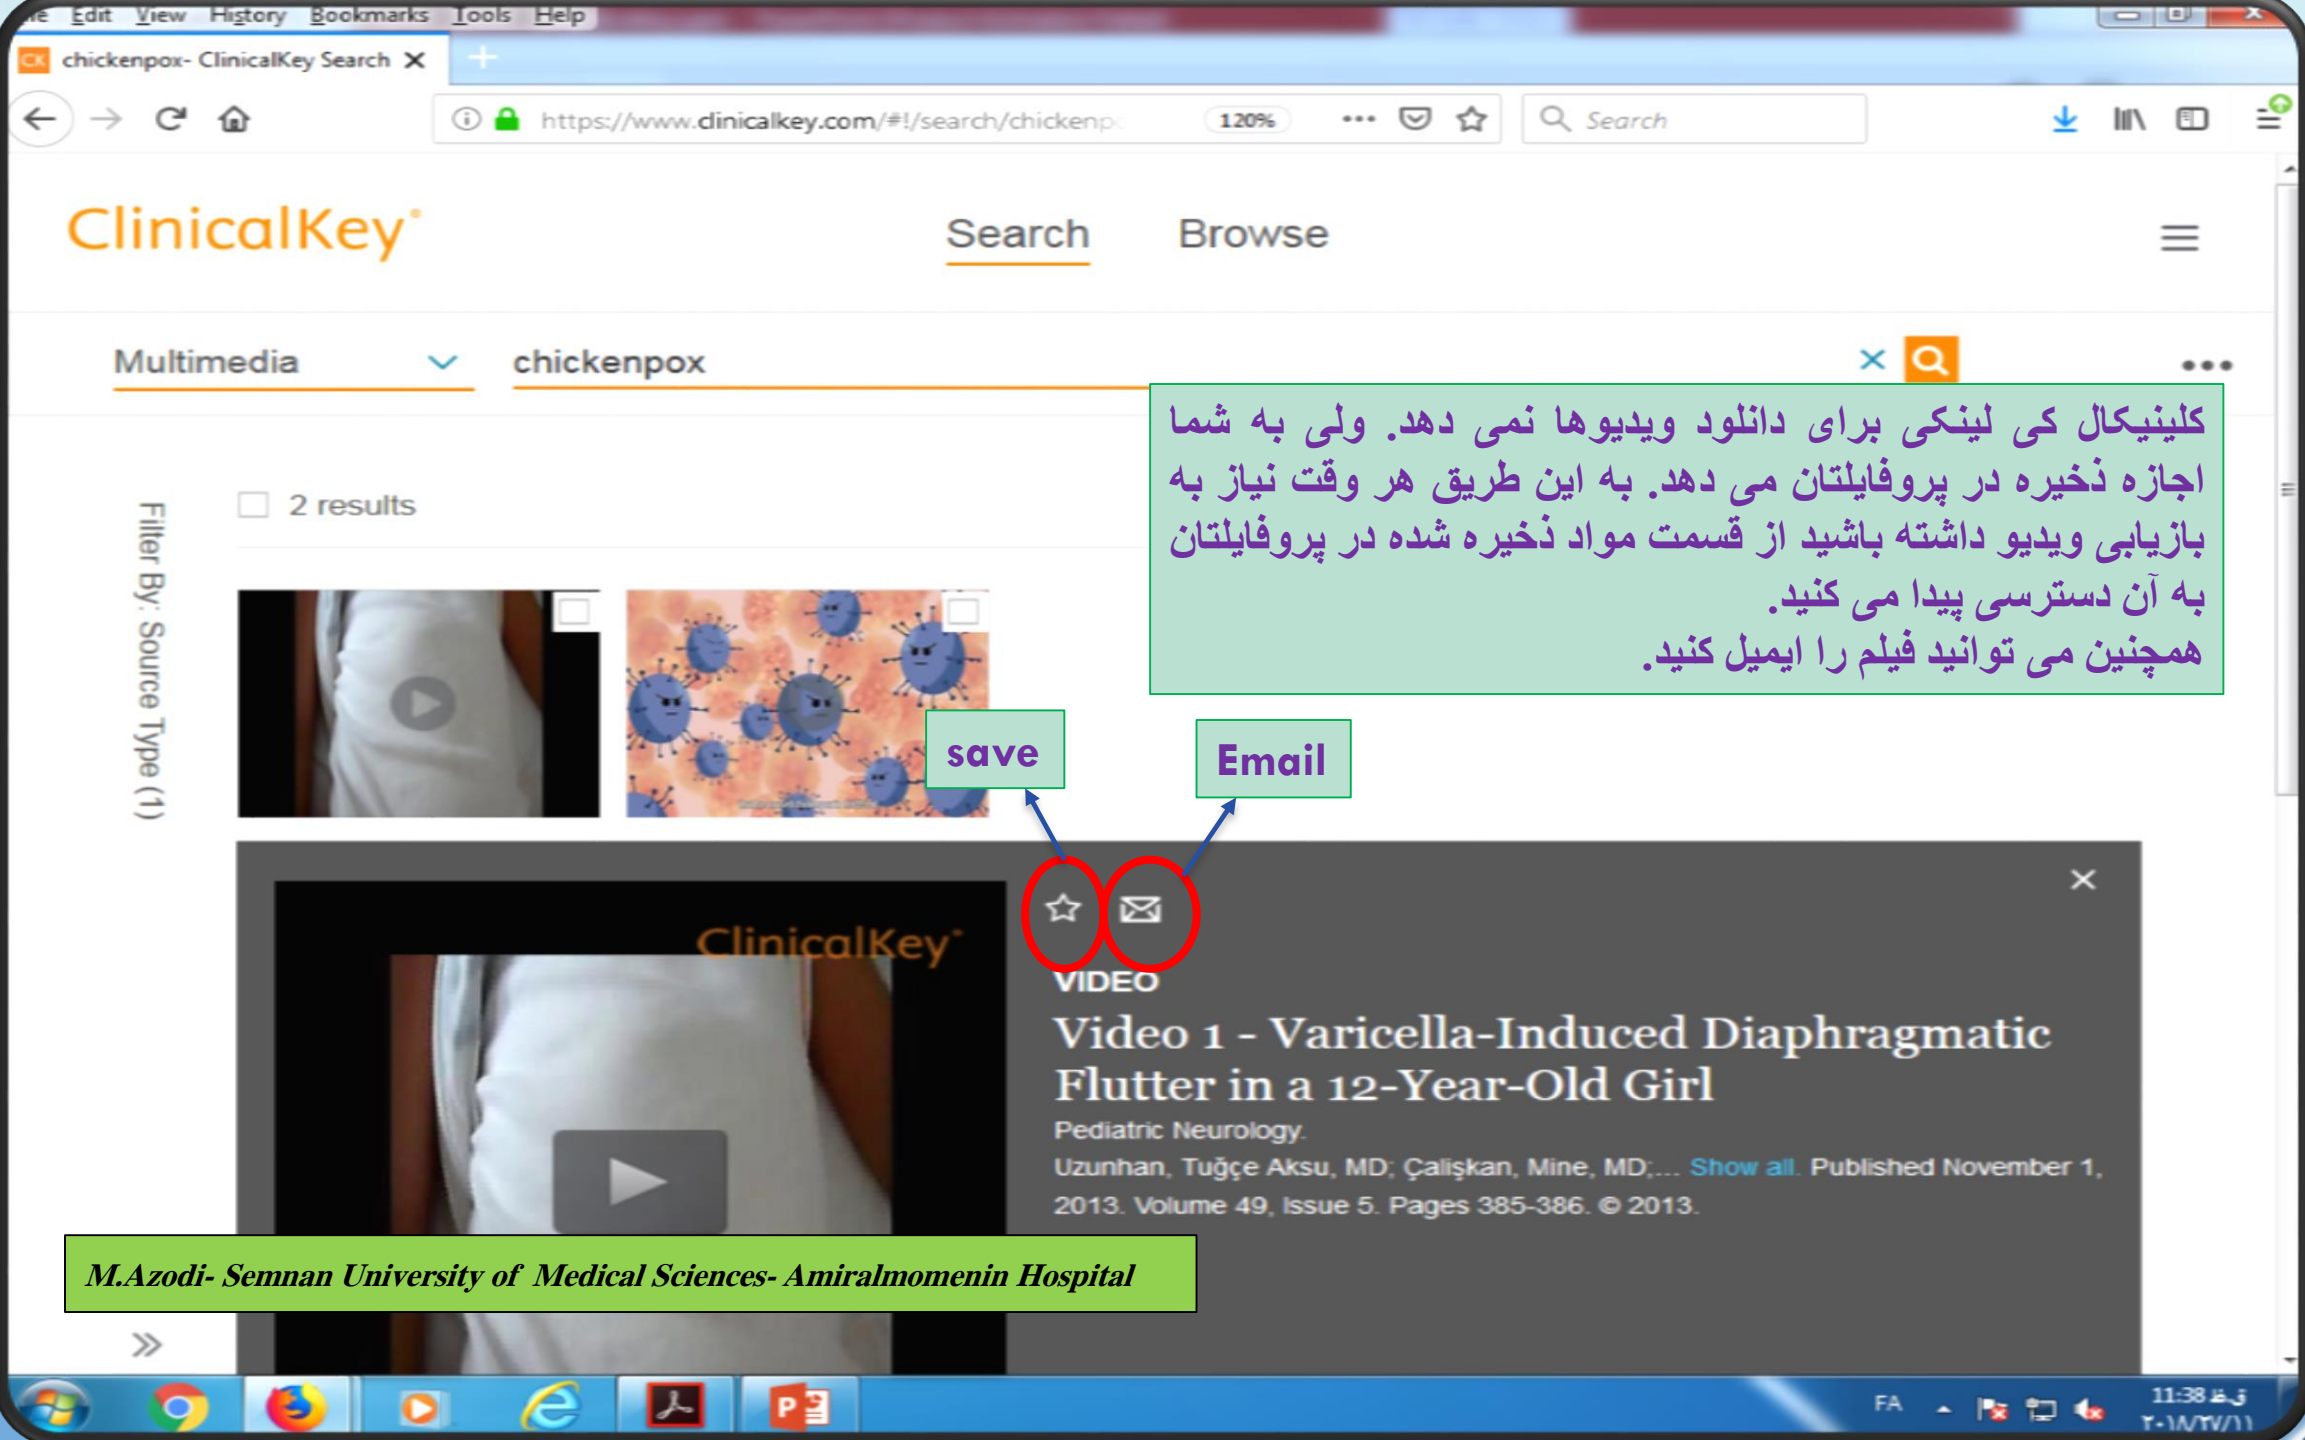 Edit View History Bookmarks Tools Help
CK chickenpox- ClinicalKey Search
https://www.clinicalkey.com/#!/search/chickenp
120%
Search
ClinicalKey
Search Browse
Multimedia chickenpox
کلینیکال کی لینکی برای دانلود ویدیوها نمی دهد. ولی به شما
اجازه ذخیره در پروفایلتان می دهد. به این طریق هر وقت نیاز به
بازیابی ویدیو داشته باشید از قسمت مواد ذخیره شده در پروفایلتان
به آن دسترسی پیدا می کنید.
همچنین می توانید فیلم را ایمیل کنید.
2 results
Filter By: Source Type (1)
save
Email
ClinicalKey
VIDEO
Video 1 - Varicella-Induced Diaphragmatic
Flutter in a 12-Year-Old Girl
Pediatric Neurology.
Uzunhan, Tuğçe Aksu, MD; Çalişkan, Mine, MD;... Show all. Published November 1,
2013. Volume 49, Issue 5. Pages 385-386. © 2013.
M.Azodi- Semnan University of Medical Sciences- Amiralmomenin Hospital
FA
11:38 ق.ظ
۲۰۱۸/۲۷/۱۱